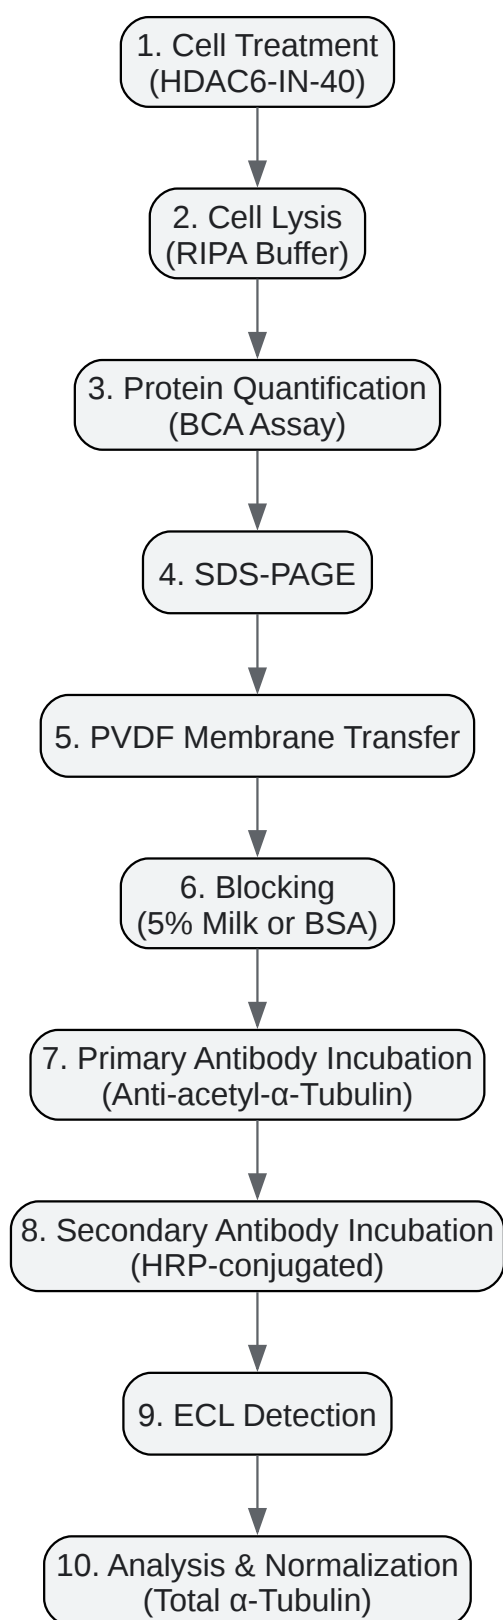 1. Cell Treatment
(HDAC6-IN-40)
2. Cell Lysis
(RIPA Buffer)
3. Protein Quantification
(BCA Assay)
4. SDS-PAGE
5. PVDF Membrane Transfer
6. Blocking
(5% Milk or BSA)
7. Primary Antibody Incubation
(Anti-acetyl-α-Tubulin)
8. Secondary Antibody Incubation
(HRP-conjugated)
9. ECL Detection
10. Analysis & Normalization
(Total α-Tubulin)